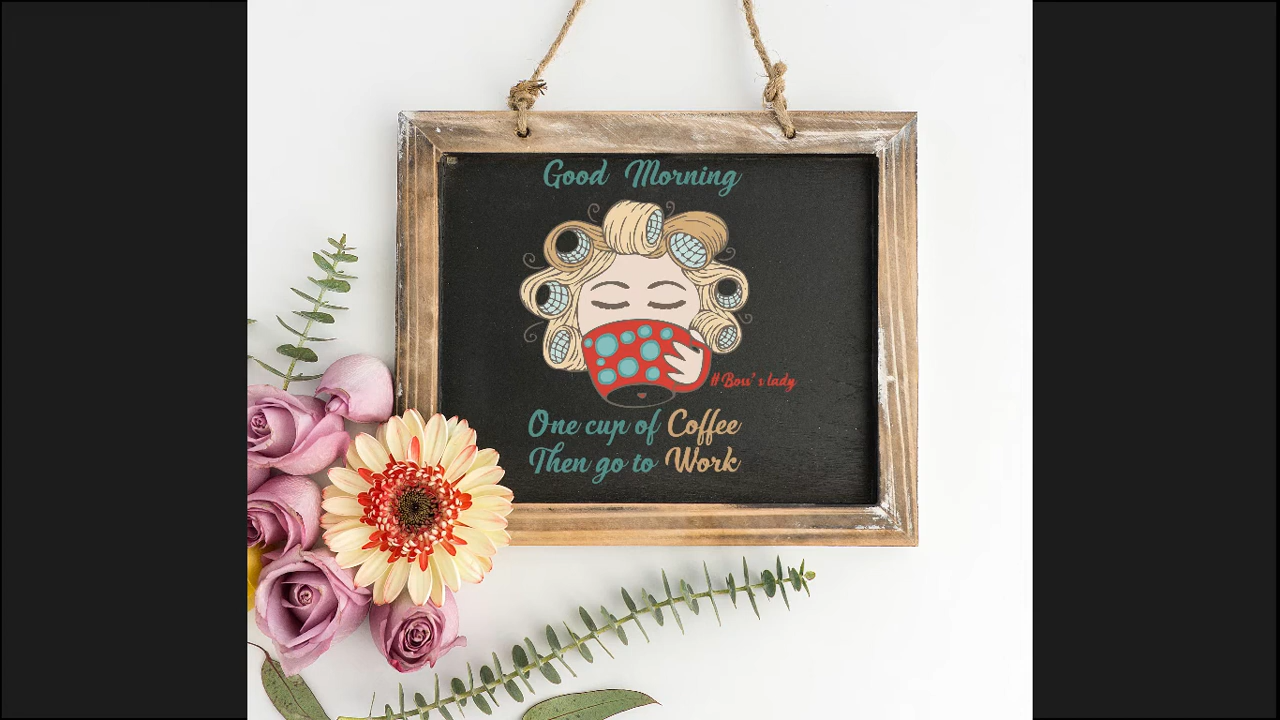 Good Morning
#Boss's lady
One cup of Coffee
Then go to Work